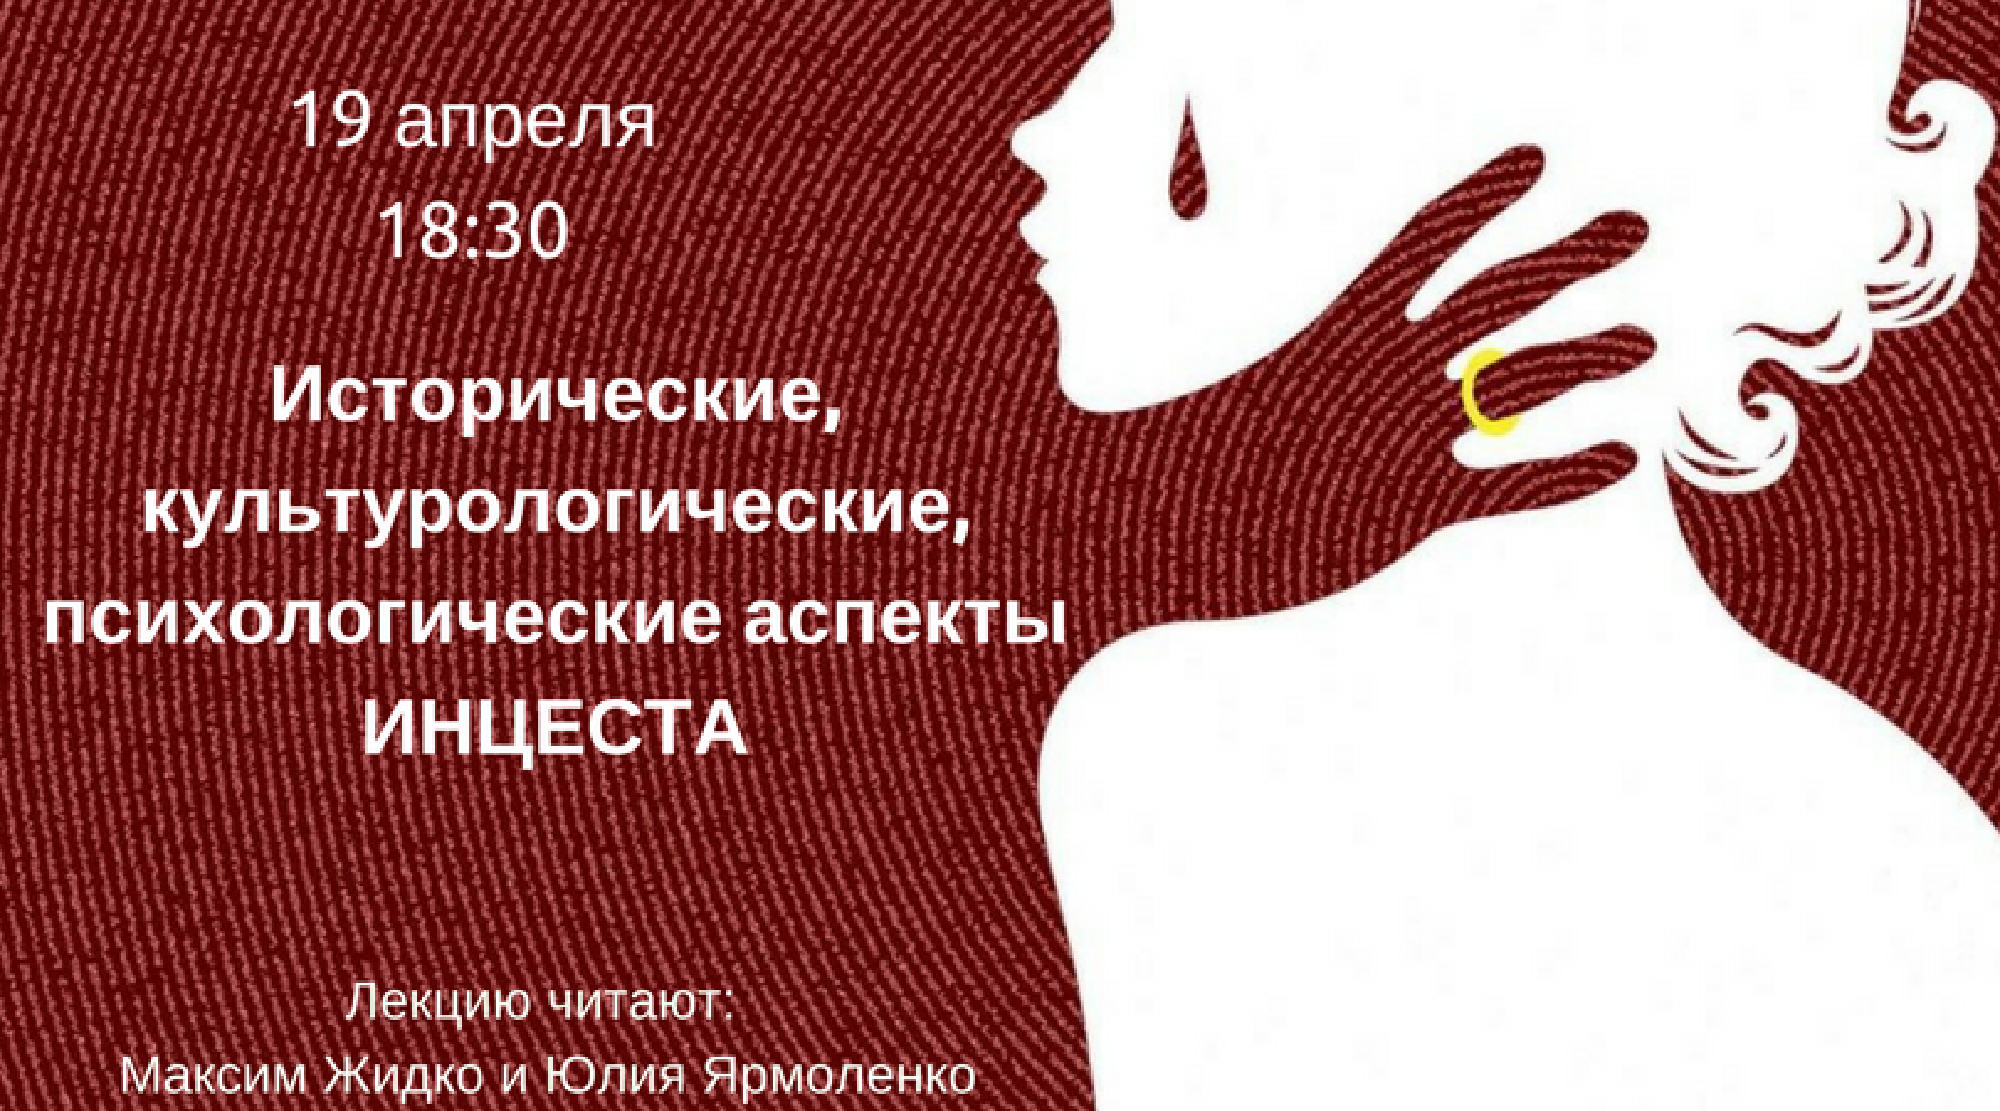 19 апреля
18:30
Исторические,
культурологические,
психологические аспекты
ИНЦЕСТА
Лекцию читают:
Максим Жидко и Юлия Ярмоленко